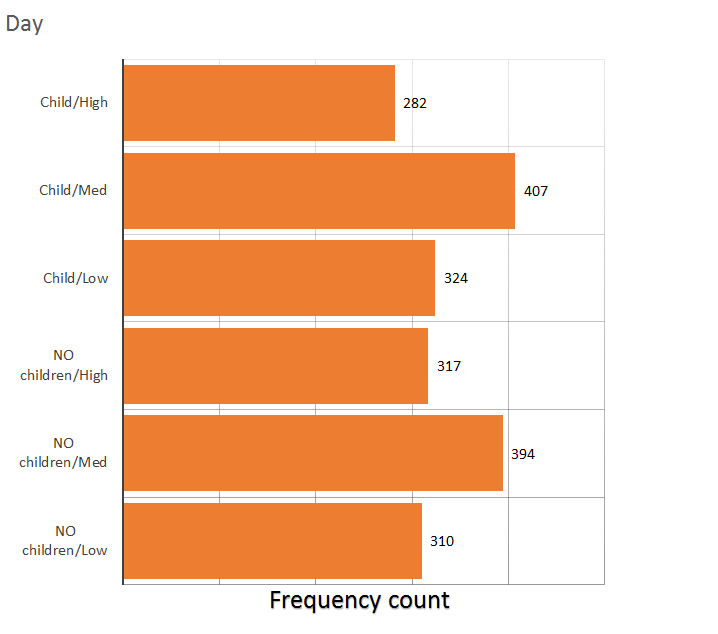 Day
Child/High
282
Child/Med
407
Child/Low
324
NO
children/High
317
NO
children/Med
394
NO
children/Low
310
Frequency count